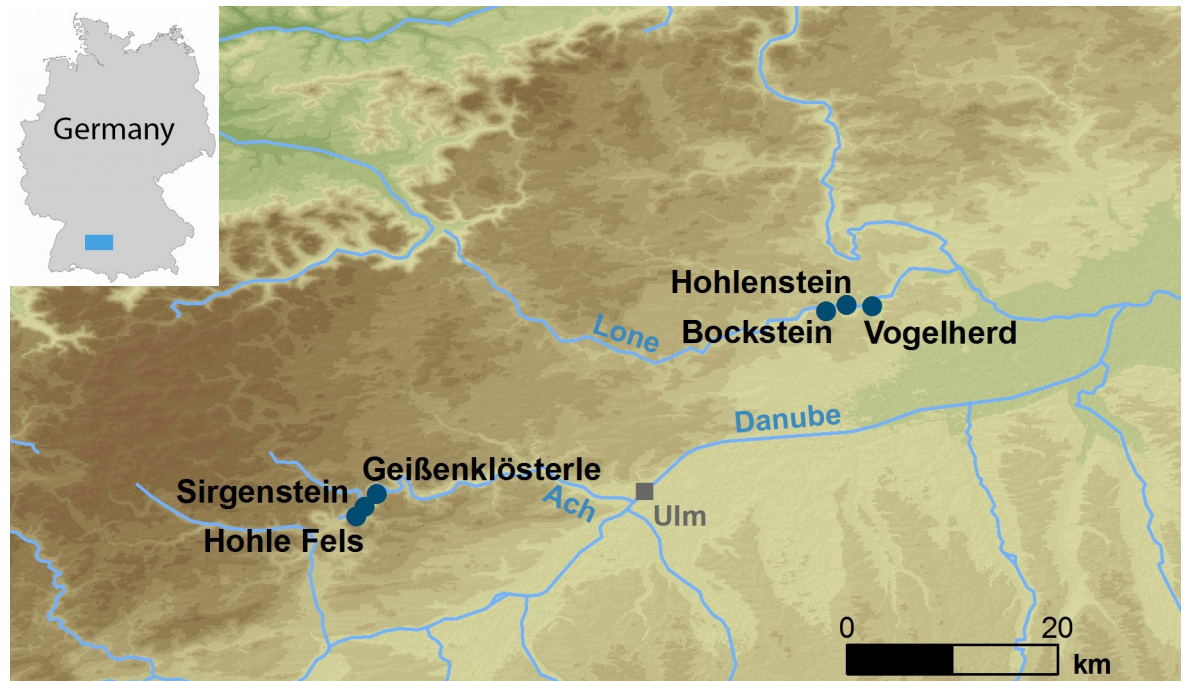 Germany
Hohlenstein
Lone
Bockstein
Vogelherd
Danube
Geißenklösterle
Sirgenstein
Ach
Ulm
Hohle Fels
0 20
km